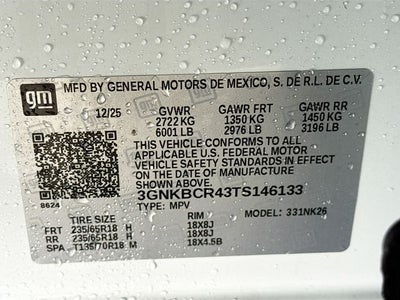 gm
MFD BY GENERAL MOTORS DE MEXICO, S. DE R.L. DE C.V.
12/25 GVWR GAWR FRT GAWR RR
2722 KG 1350 KG 1450 KG
6001 LB 2976 LB 3196 LB
THIS VEHICLE CONFORMS TO ALL
APPLICABLE U.S. FEDERAL MOTOR
VEHICLE SAFETY STANDARDS IN EFFECT
ON THE DATE OF MANUFACTURE
SHOWN ABOVE.
3GNKBCR43TS146133
8624 TYPE: MPV MODEL: 331NK26
TIRE SIZE RIM
FRT 235/65R18 H 18X8J
RR 235/65R18 H 18X8J
SPA T135/70R18 M 18X4.5B